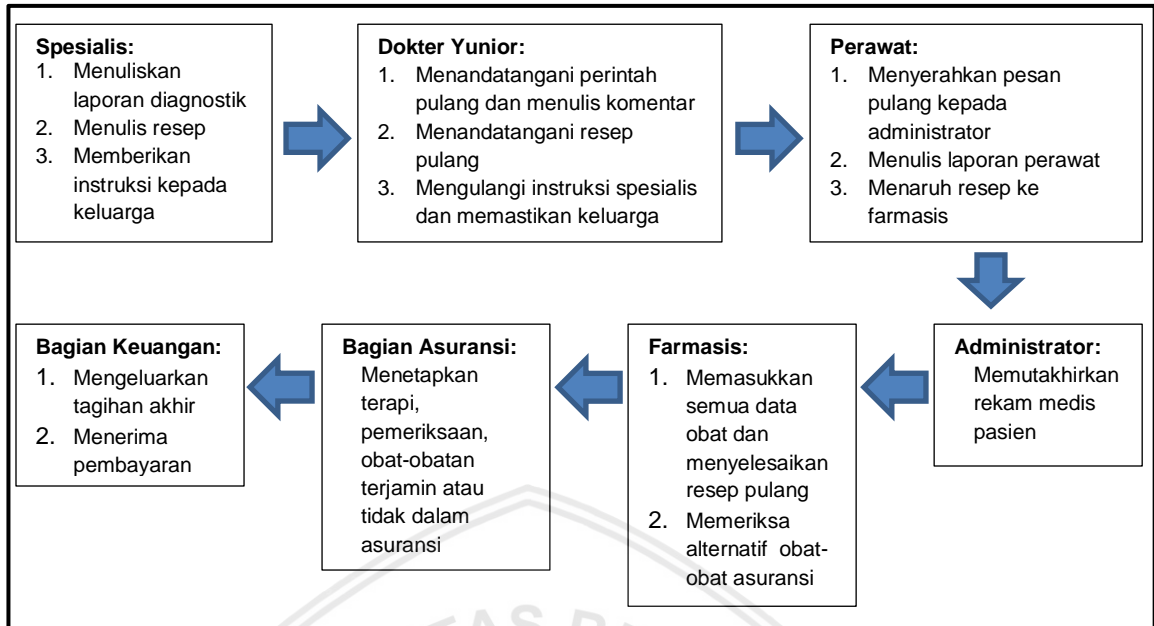 Spesialis:
1. Menuliskan
laporan diagnostik
2. Menulis resep
3. Memberikan
instruksi kepada
keluarga
Dokter Yunior:
1. Menandatangani perintah
pulang dan menulis komentar
2. Menandatangani resep
pulang
3. Mengulangi instruksi spesialis
dan memastikan keluarga
Perawat:
1. Menyerahkan pesan
pulang kepada
administrator
2. Menulis laporan perawat
3. Menaruh resep ke
farmasis
Administrator:
Memutakhirkan
rekam medis
pasien
Farmasis:
1. Memasukkan
semua data
obat dan
menyelesaikan
resep pulang
2. Memeriksa
alternatif obat-
obat asuransi
Bagian Asuransi:
Menetapkan
terapi,
pemeriksaan,
obat-obatan
terjamin atau
tidak dalam
asuransi
Bagian Keuangan:
1. Mengeluarkan
tagihan akhir
2. Menerima
pembayaran